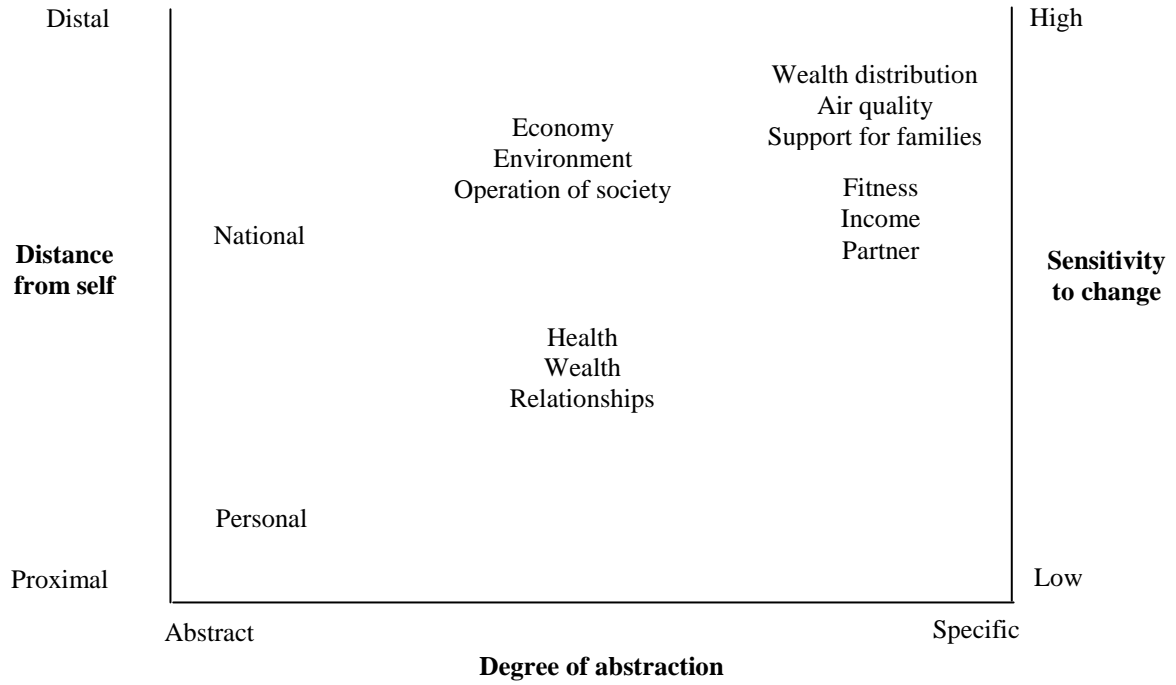 Distal
High
Wealth distribution
Air quality
Support for families
Economy
Environment
Operation of society
Fitness
Income
Partner
National
Distance
from self
Sensitivity
to change
Health
Wealth
Relationships
Personal
Proximal
Low
Abstract
Specific
Degree of abstraction